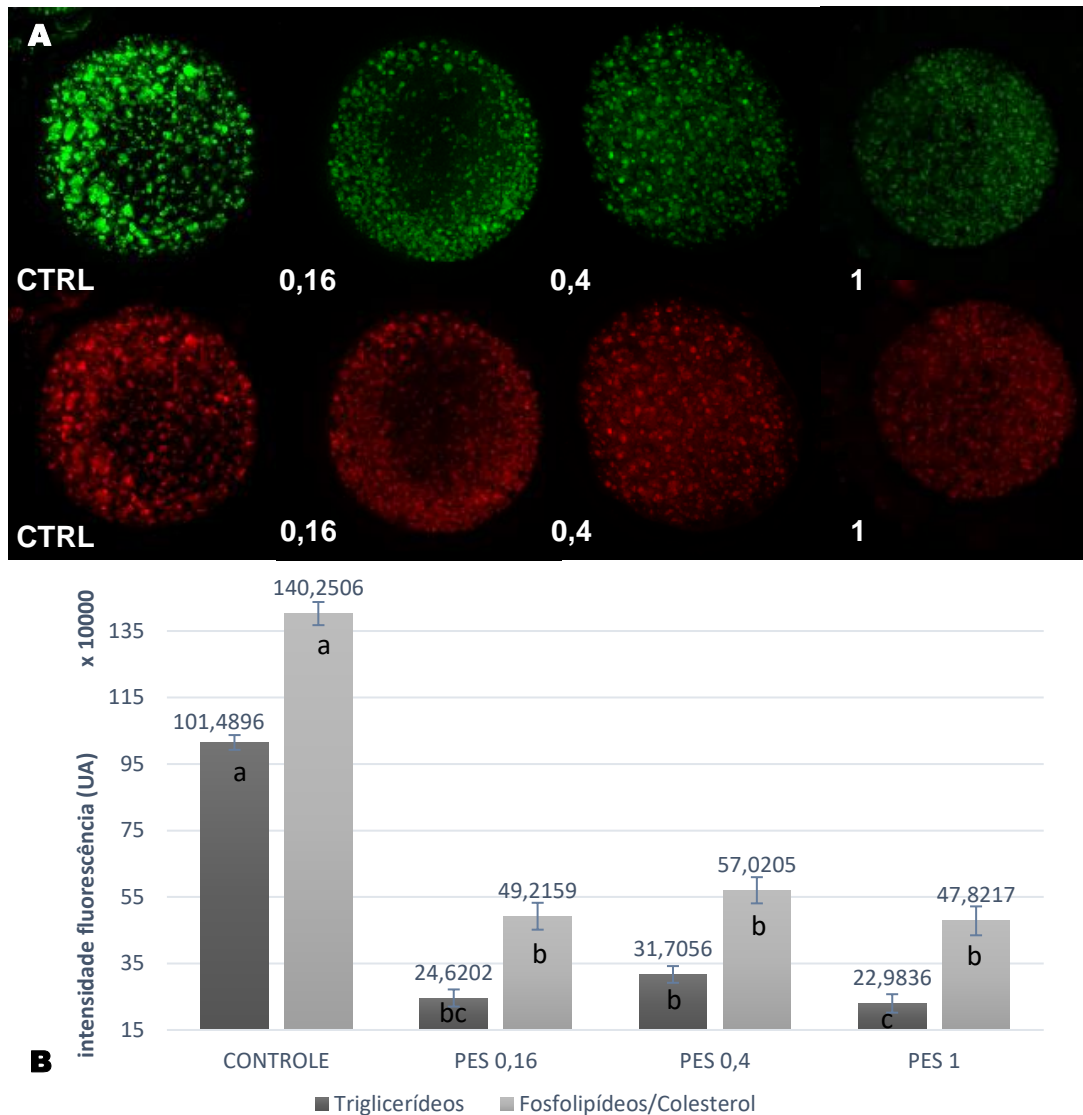 A
CTRL 0,16 0,4 1
CTRL 0,16 0,4 1
x 10000
intensidade fluorescência (UA)
135
115
95
75
55
35
15
140,2506
a
101,4896
a
49,2159
b
24,6202
bc
57,0205
b
31,7056
b
47,8217
b
22,9836
c
B
CONTROLE PES 0,16 PES 0,4 PES 1
Triglicerídeos Fosfolipídeos/Colesterol